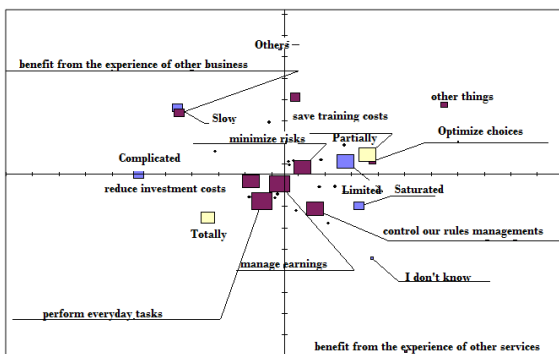 Others
benefit from the experience of other business
other things
Slow
save training costs
minimize risks
Partially
Optimize choices
Complicated
reduce investment costs
Limited
Saturated
Totally
control our rules managements
manage earnings
I don't know
perform everyday tasks
benefit from the experience of other services